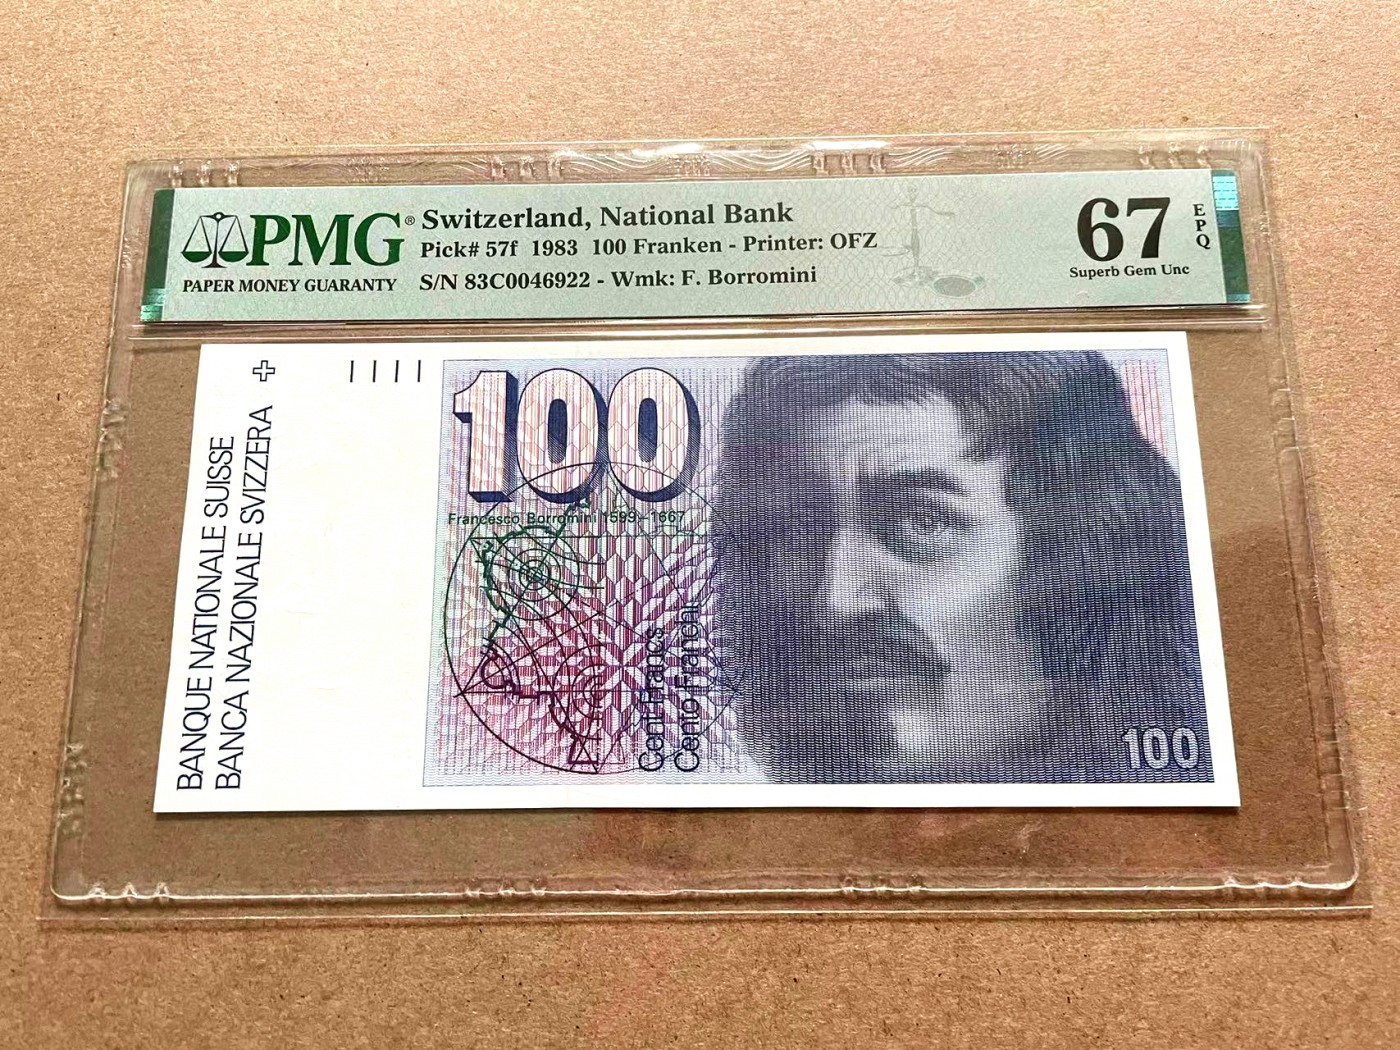 PMG®
PAPER MONEY GUARANTY
Switzerland, National Bank
Pick# 57f 1983 100 Franken - Printer: OFZ
S/N 83C0046922 - Wmk: F. Borromini
67
EPQ
Superb Gem Unc
BANQUE NATIONALE SUISSE
BANCA NAZIONALE SVIZZERA
100
Francesco Borromini 1599–1667
Cent Francs
Cento Franchi
100